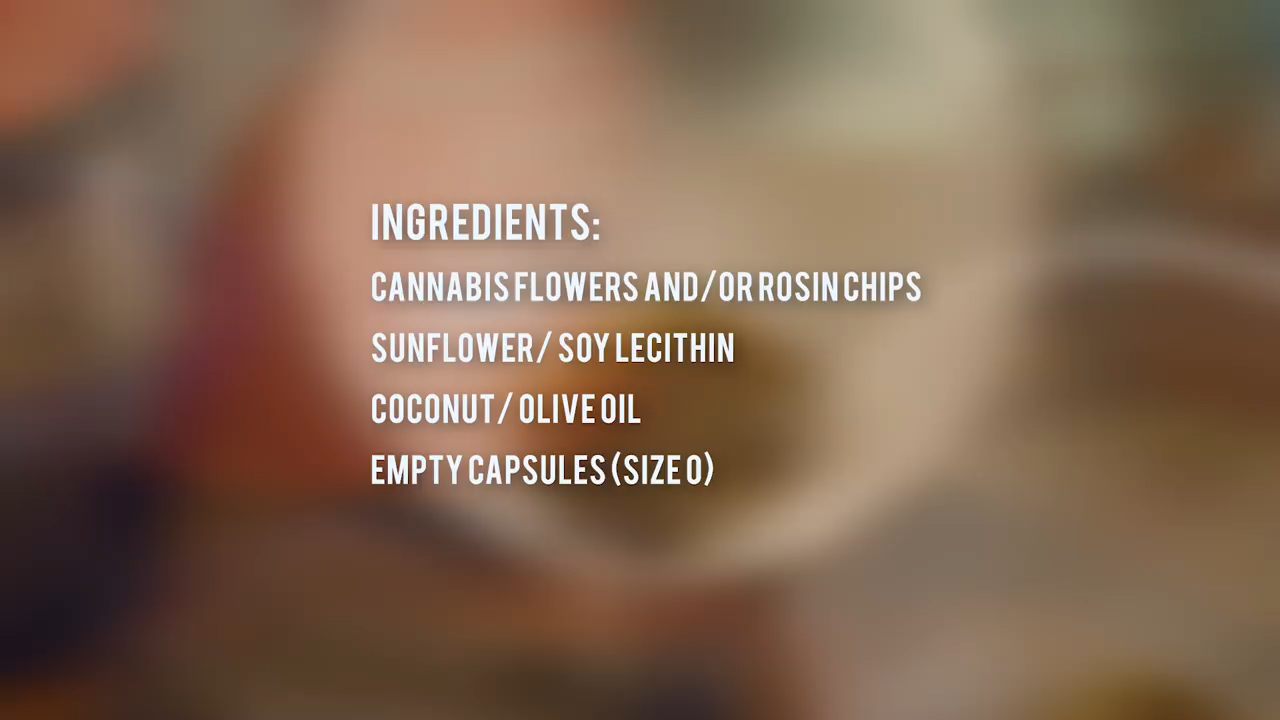 INGREDIENTS:
CANNABIS FLOWERS AND/OR ROSIN CHIPS
SUNFLOWER/ SOY LECITHIN
COCONUT/ OLIVE OIL
EMPTY CAPSULES (SIZE 0)